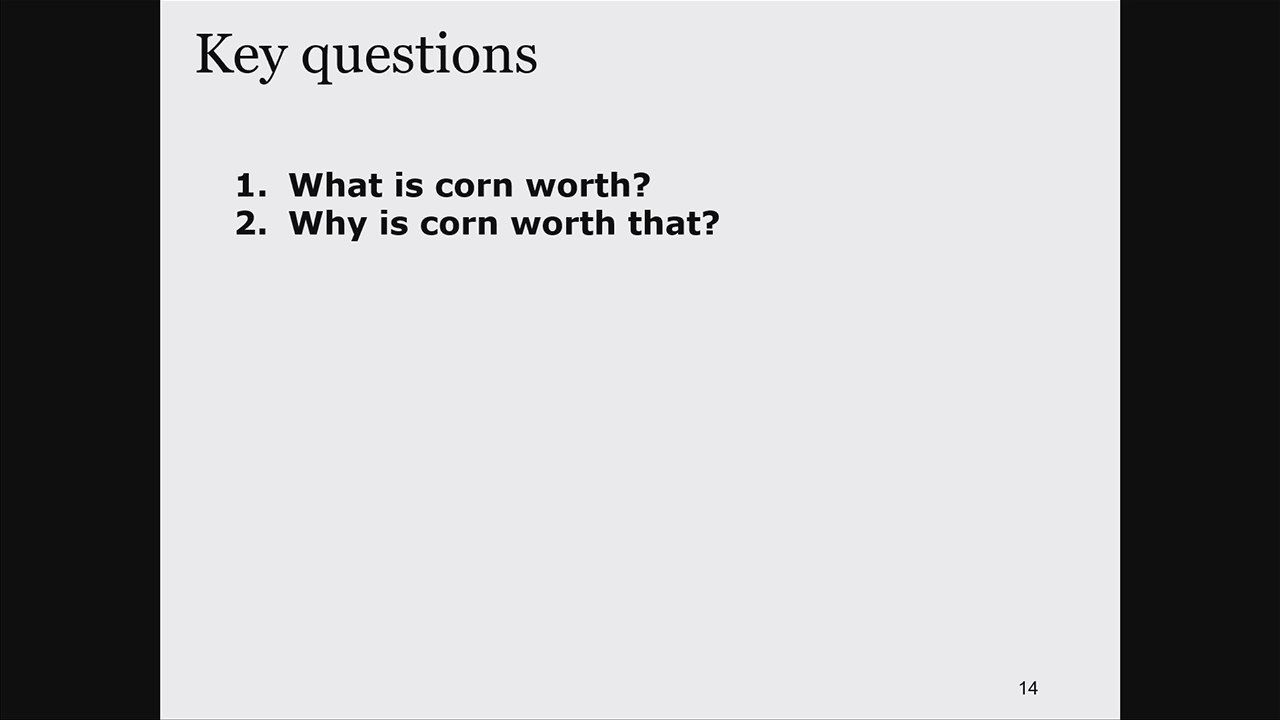 Key questions
1. What is corn worth?
2. Why is corn worth that?
14